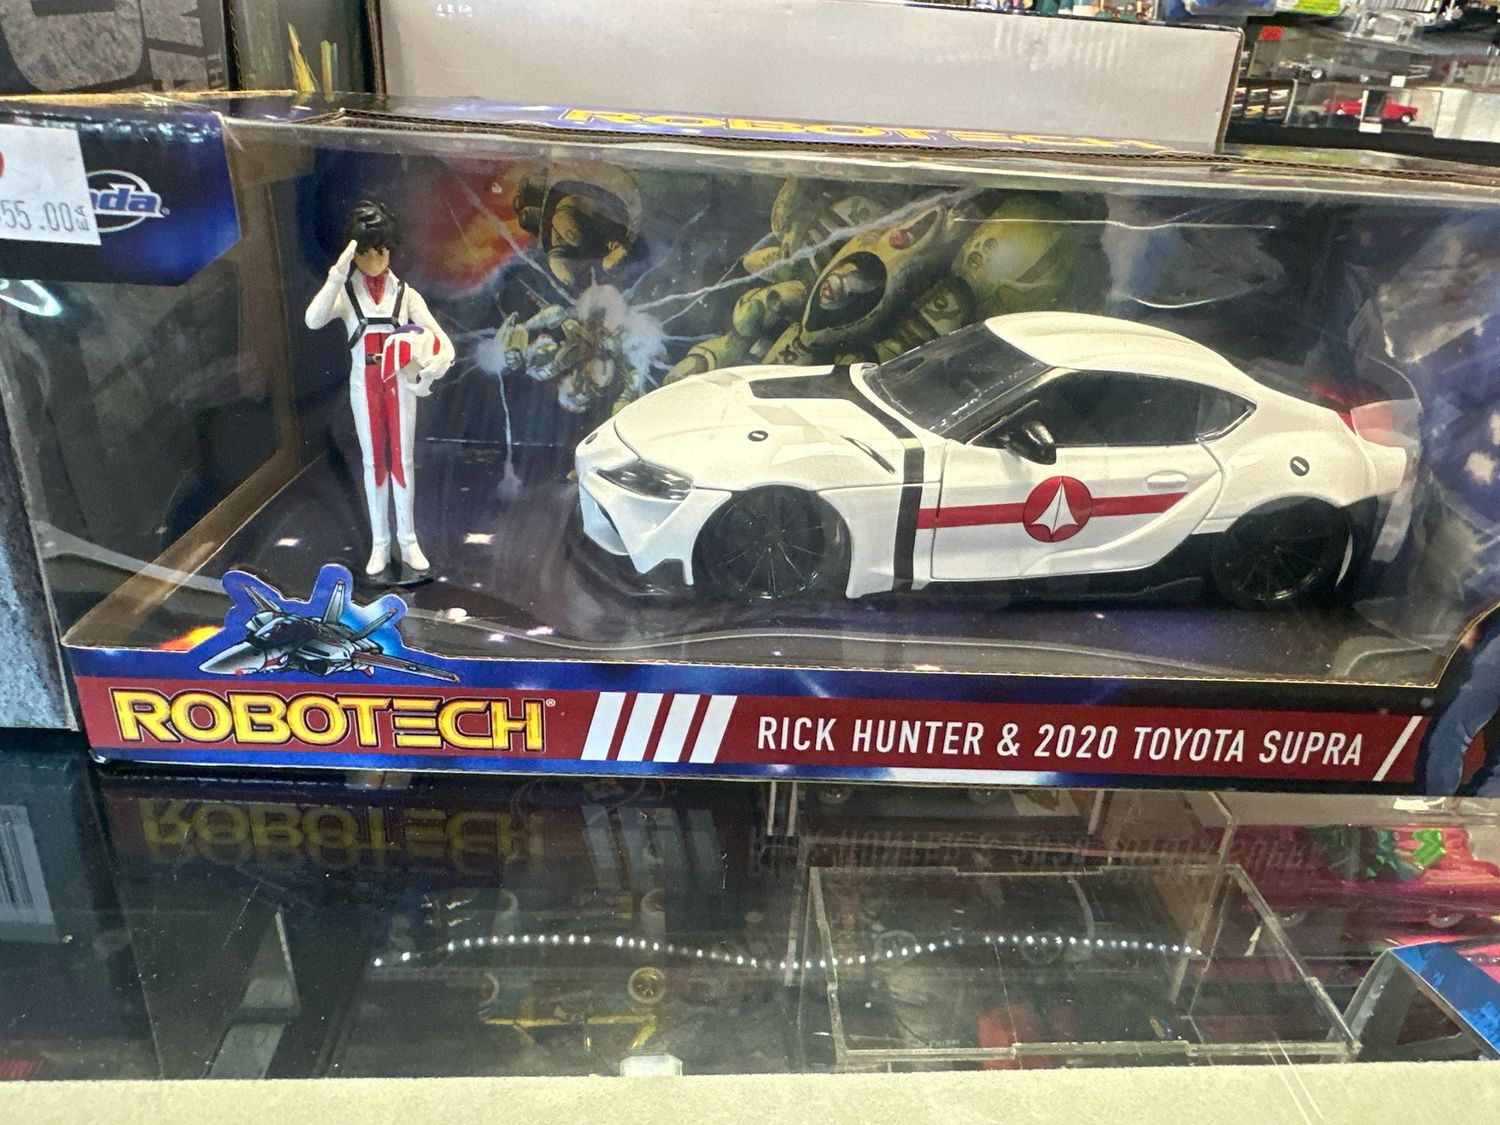 ROBOTECH
55.00
ROBOTECH®
RICK HUNTER & 2020 TOYOTA SUPRA